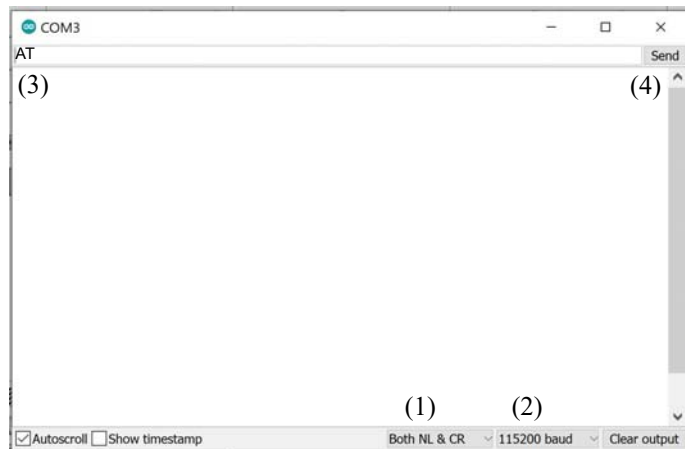 COM3
AT
Send
(3) (4)
(1) (2)
Autoscroll Show timestamp Both NL & CR 115200 baud Clear output